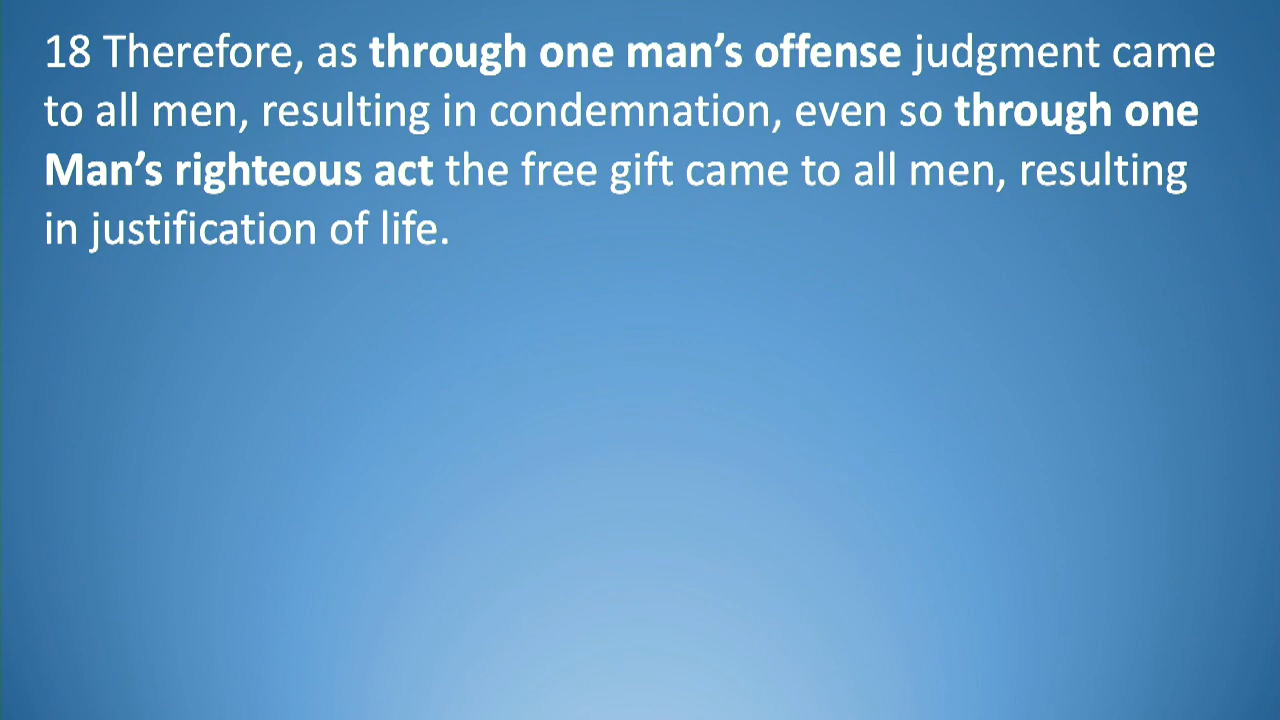 18 Therefore, as through one man’s offense judgment came
to all men, resulting in condemnation, even so through one
Man’s righteous act the free gift came to all men, resulting
in justification of life.